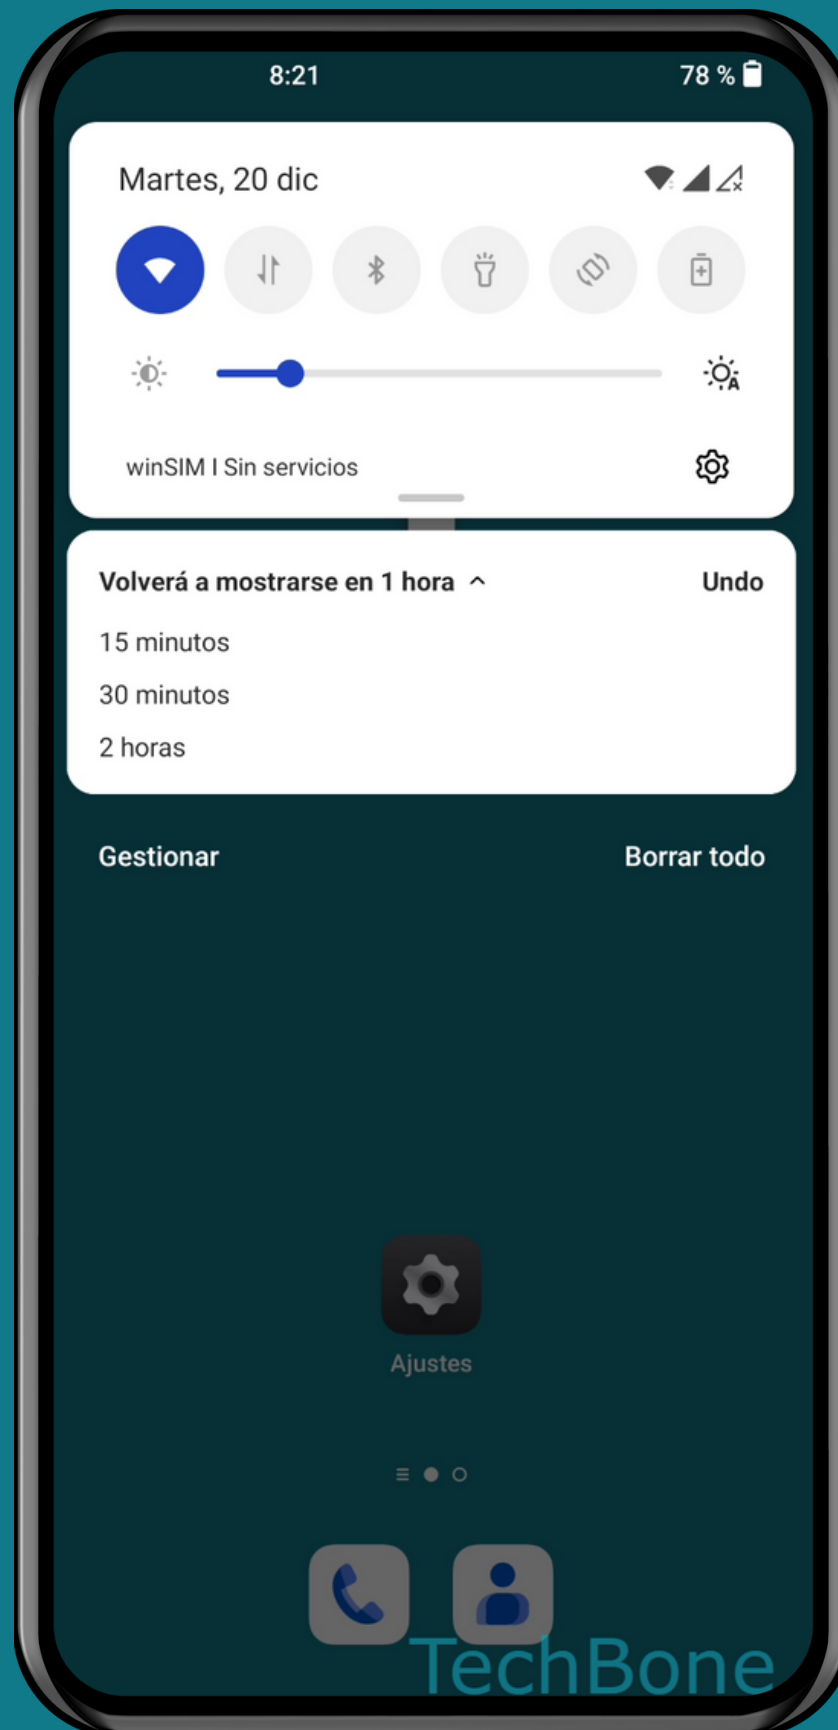 8:21
78 %
Martes, 20 dic
winSIM I Sin servicios
Volverá a mostrarse en 1 hora
Undo
15 minutos
30 minutos
2 horas
Gestionar
Borrar todo
Ajustes
TechBone